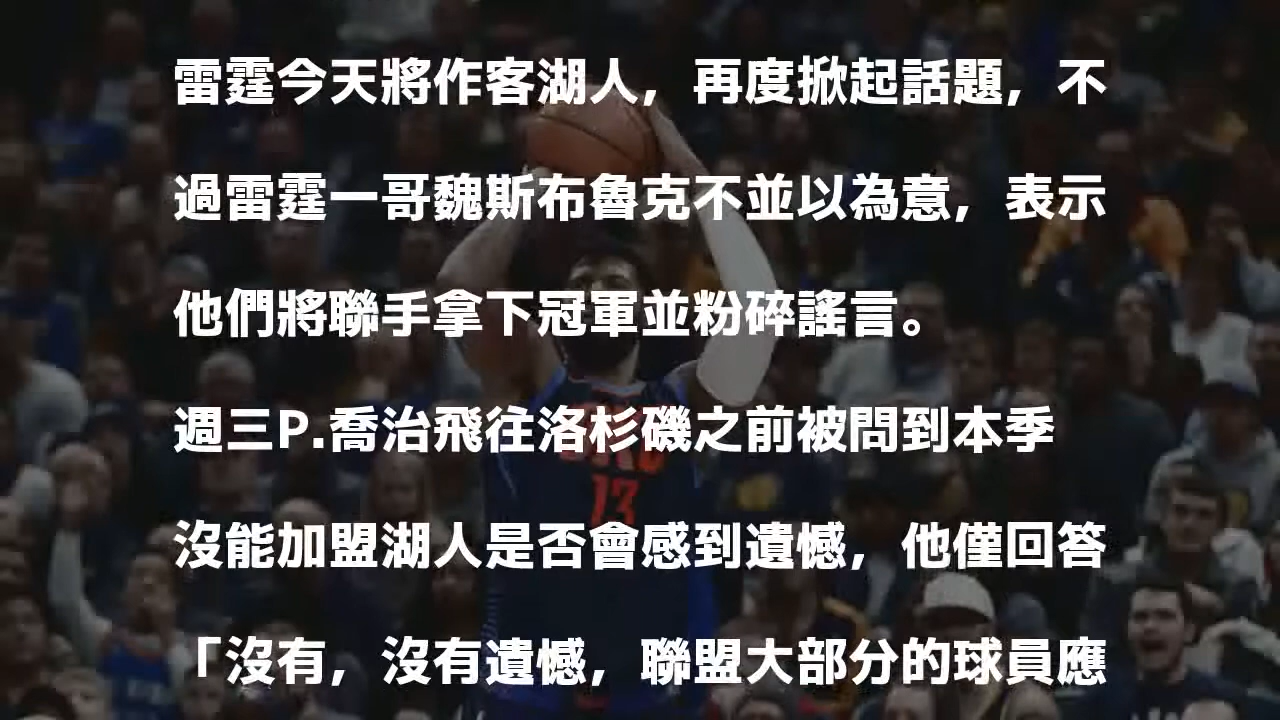 雷霆今天將作客湖人，再度掀起話題，不
過雷霆一哥魏斯布魯克不並以為意，表示
他們將聯手拿下冠軍並粉碎謠言。
週三P.喬治飛往洛杉磯之前被問到本季
沒能加盟湖人是否會感到遺憾，他僅回答
「沒有，沒有遺憾，聯盟大部分的球員應
13